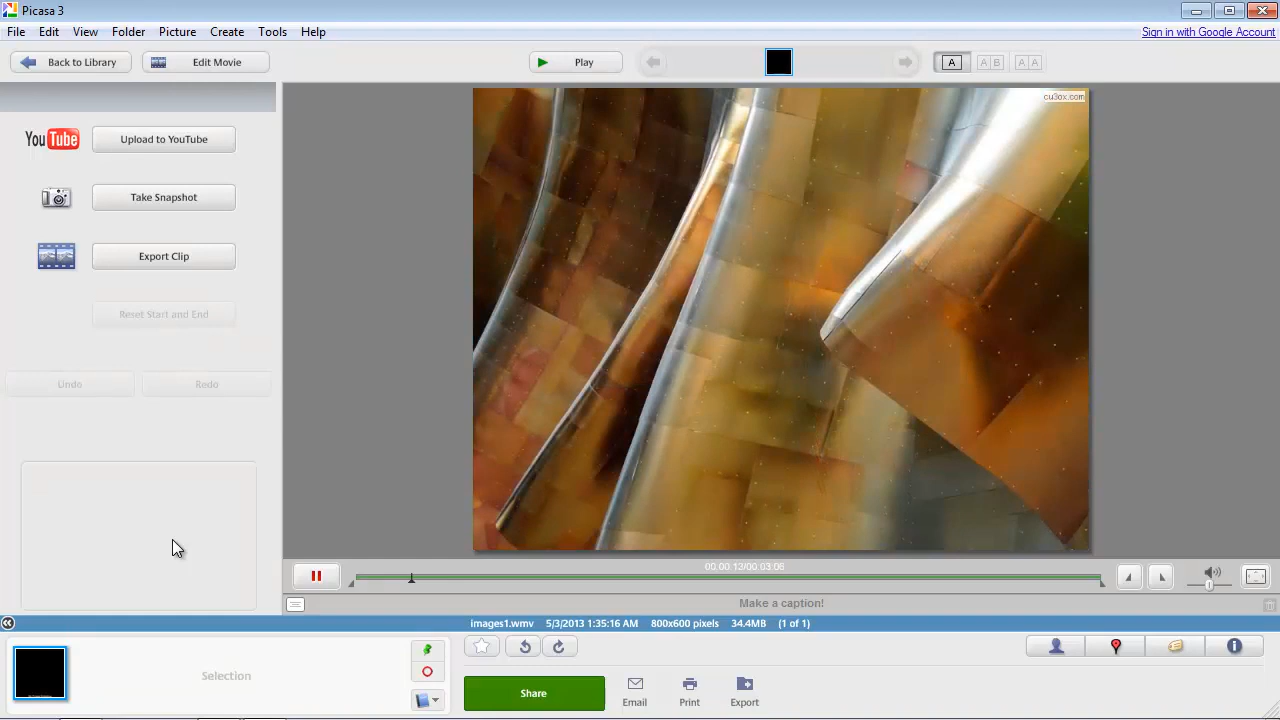 Picasa 3
File Edit View Folder Picture Create Tools Help
Sign in with Google Account
Back to Library Edit Movie Play A A B A A
cu3ox.com
YouTube Upload to YouTube
Take Snapshot
Export Clip
Reset Start and End
Undo Redo
00:00:13/00:03:06
Make a caption!
images1.wmv 5/3/2013 1:35:16 AM 800x600 pixels 34.4MB (1 of 1)
Selection
Share Email Print Export